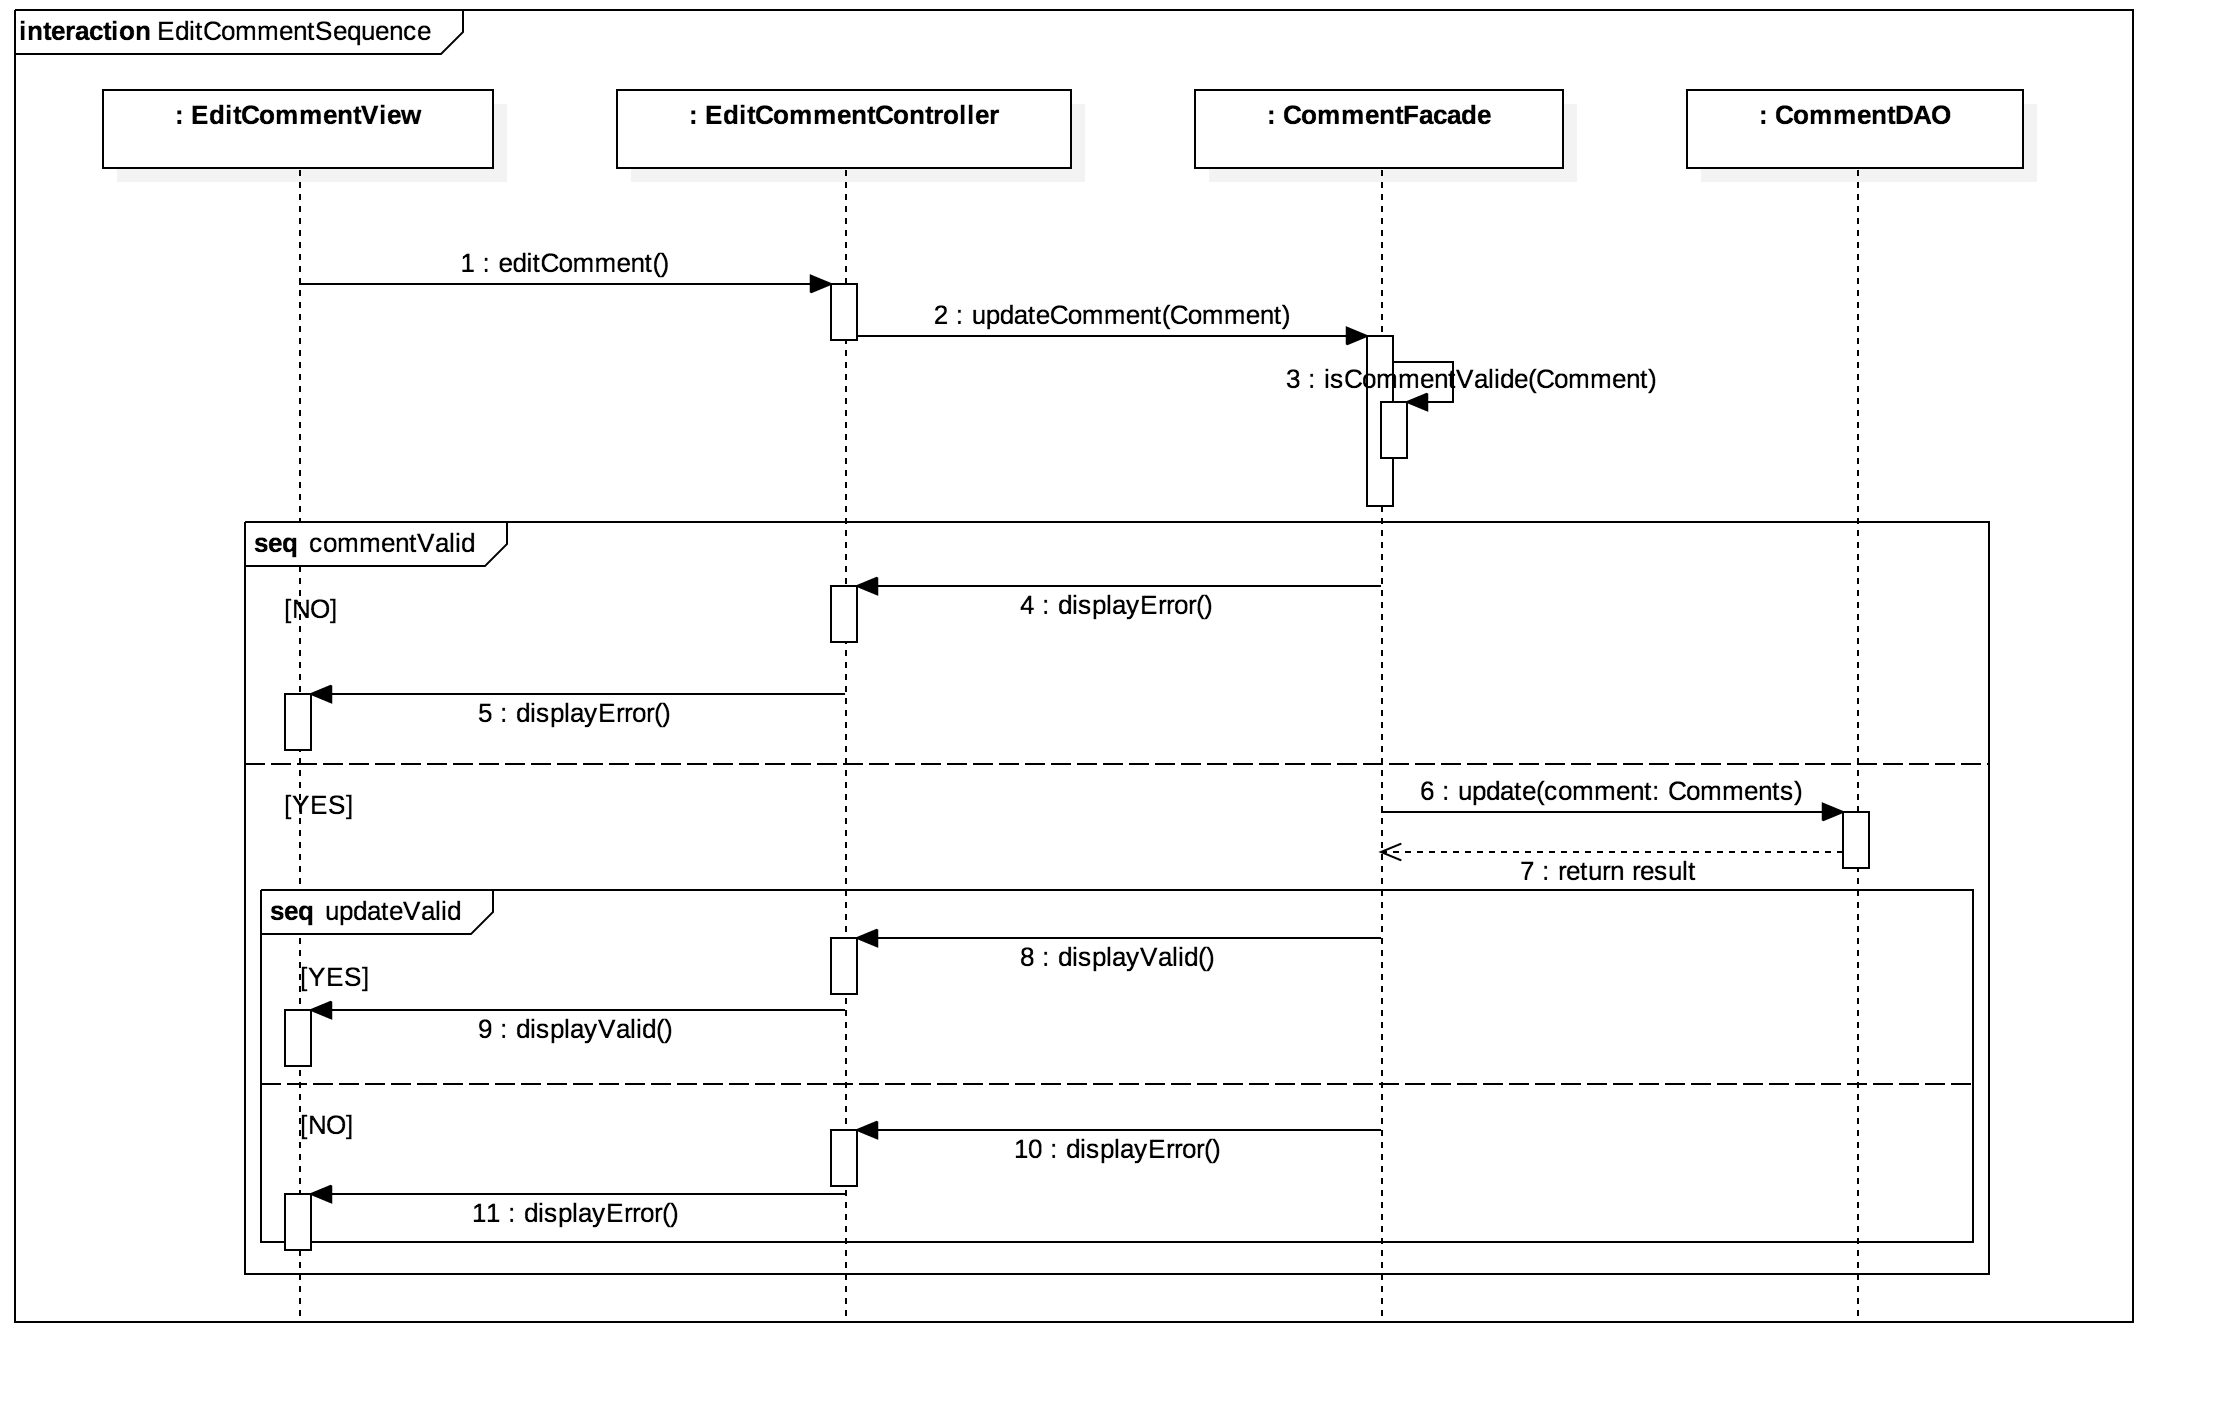 interaction EditCommentSequence
: EditCommentView
: EditCommentController
: CommentFacade
: CommentDAO
1 : editComment()
2 : updateComment(Comment)
3 : isCommentValide(Comment)
seq commentValid
[NO]
4 : displayError()
5 : displayError()
[YES]
6 : update(comment: Comments)
7 : return result
seq updateValid
[YES]
8 : displayValid()
9 : displayValid()
[NO]
10 : displayError()
11 : displayError()